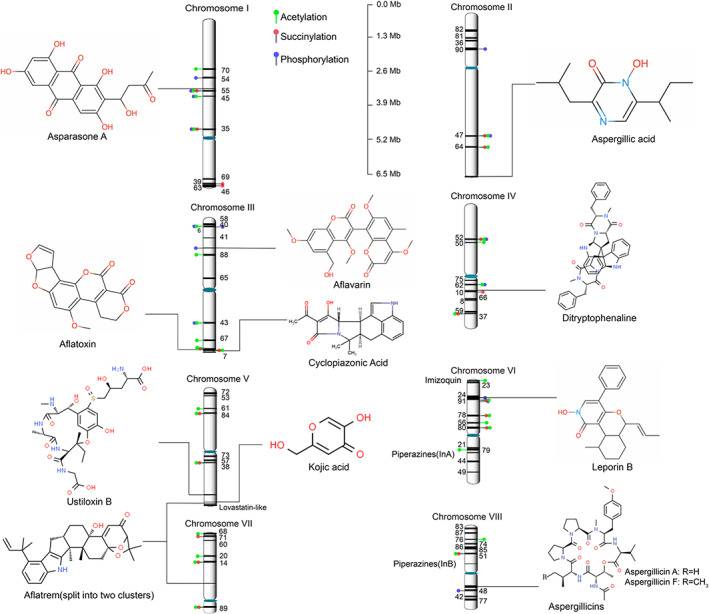 Chromosome I
Acetylation
Succinylation
Phosphorylation
0.0 Mb
1.3 Mb
2.6 Mb
3.9 Mb
5.2 Mb
6.5 Mb
70
54
55
45
35
69
39
63
46
OH
O
OH
OH
OH
O
O
OH
OH
Asparasone A
Chromosome II
82
81
36
90
47
64
OH
O
N
N
Aspergillic acid
Chromosome III
58
40
6
41
88
65
43
67
7
Aflatoxin
Aflavarin
Cyclopiazonic Acid
Chromosome IV
52
50
75
62
10
66
8
59
37
Ditryptophenaline
Chromosome V
72
53
61
84
73
57
38
Lovastatin-like
Ustiloxin B
HO
O
O
OH
Kojic acid
Chromosome VI
Imizoquin
23
24
91
78
66
80
21
Piperazines(InA)
79
44
49
Leporin B
Chromosome VII
68
71
60
20
14
89
Aflatrem(split into two clusters)
Chromosome VIII
83
87
76
74
86
85
51
Piperazines(InB)
48
42
77
Aspergillicin A: R=H
Aspergillicin F: R=CH3
Aspergillicins